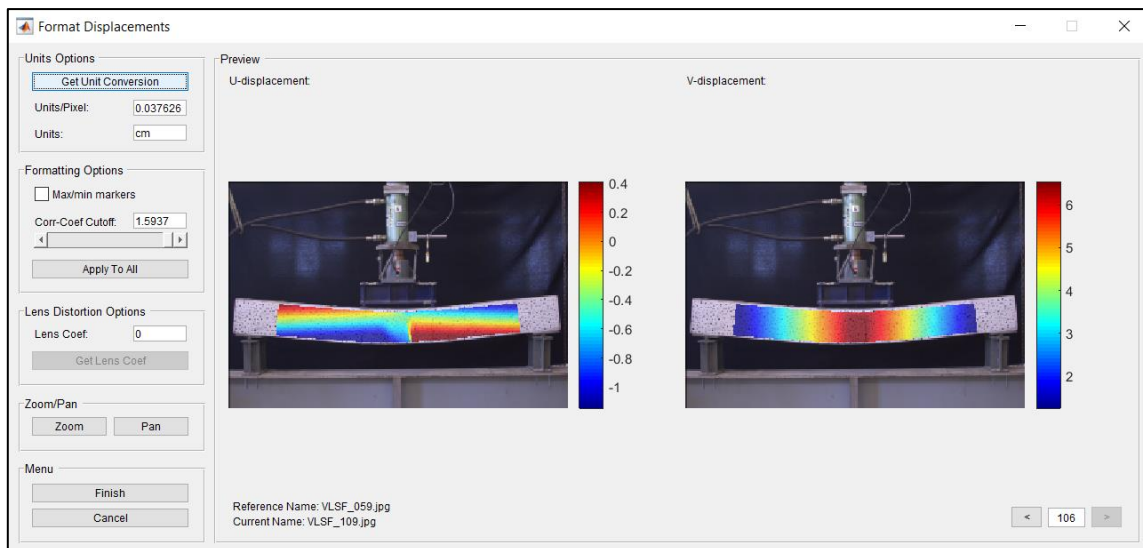 Format Displacements
Units Options
Get Unit Conversion
Units/Pixel: 0.037626
Units: cm
Formatting Options
Max/min markers
Corr-Coef Cutoff: 1.5937
Apply To All
Lens Distortion Options
Lens Coef: 0
Get Lens Coef
Zoom/Pan
Zoom Pan
Menu
Finish
Cancel
Preview
U-displacement:
0.4
0.2
0
-0.2
-0.4
-0.6
-0.8
-1
V-displacement:
6
5
4
3
2
Reference Name: VLSF_059.jpg
Current Name: VLSF_109.jpg
< 106 >